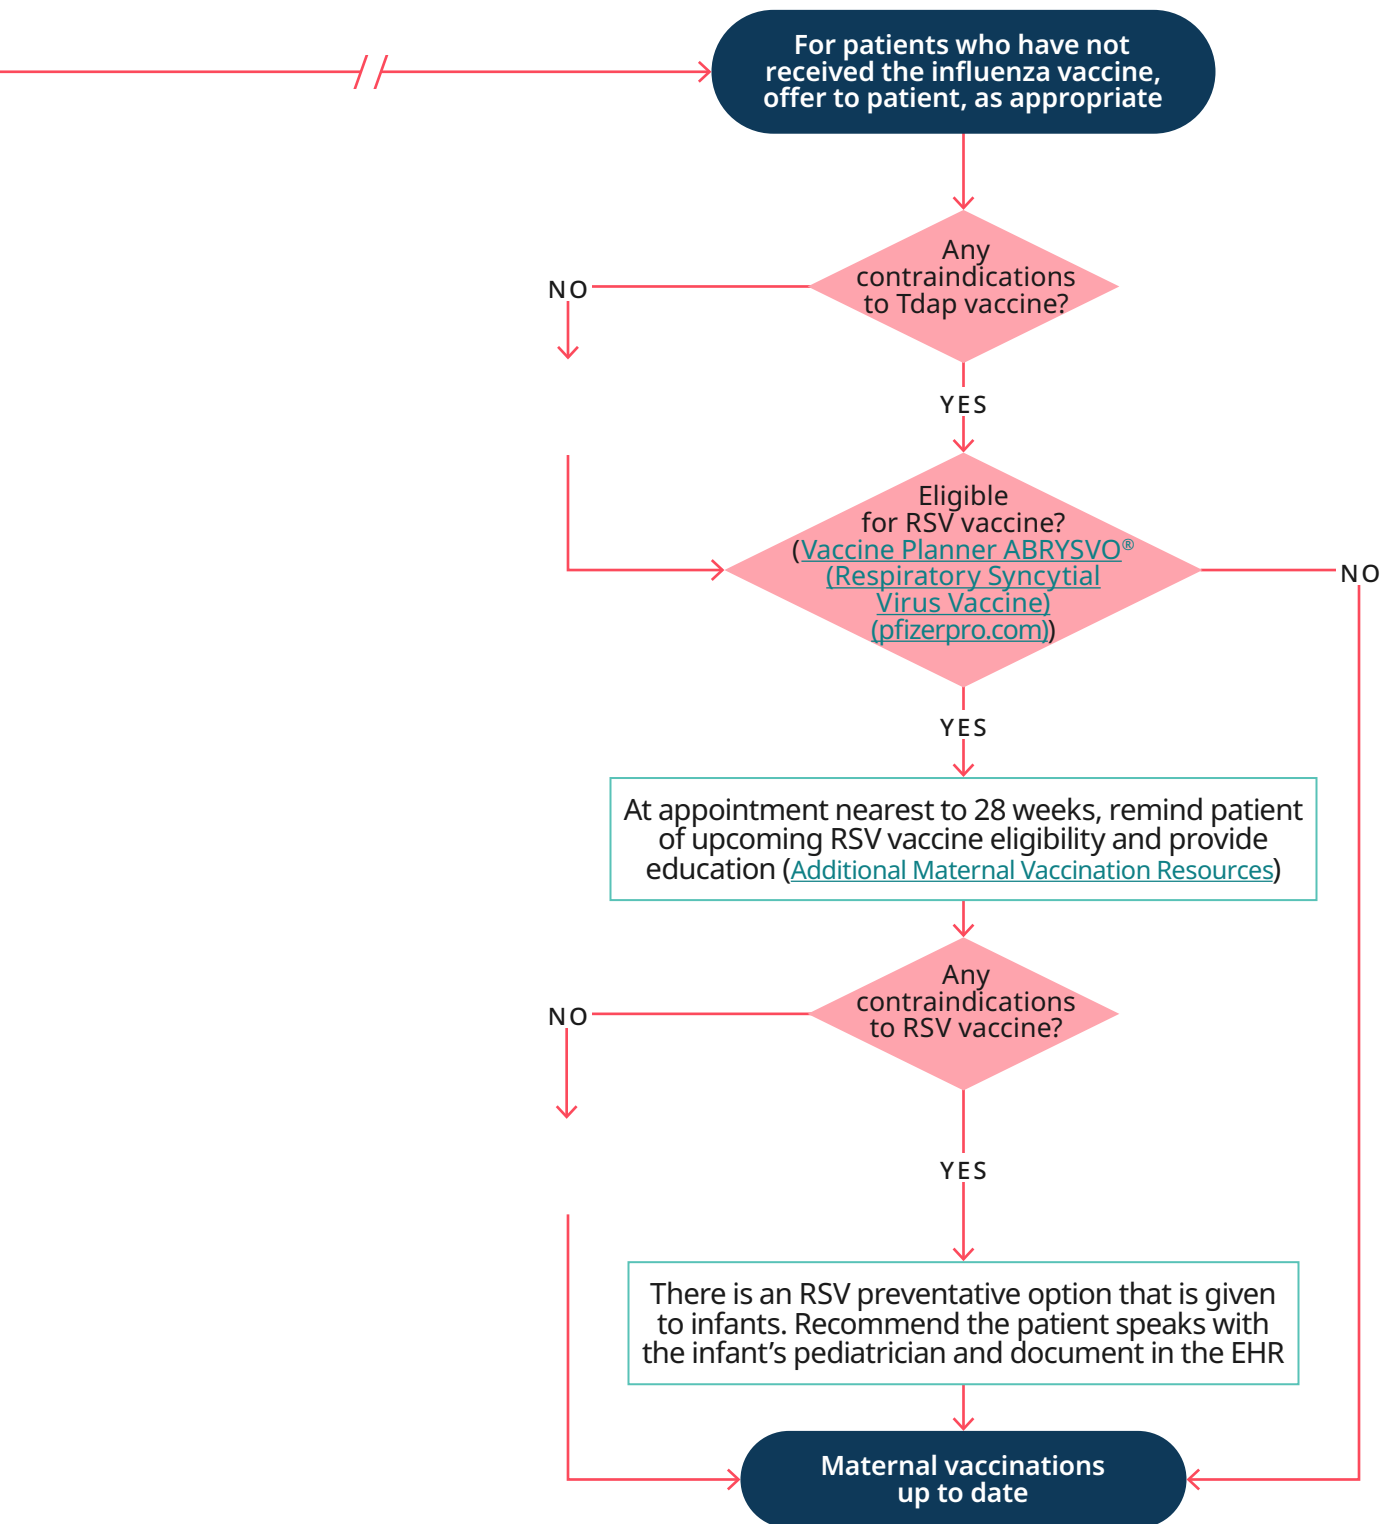 For patients who have not
received the influenza vaccine,
offer to patient, as appropriate
Any
contraindications
to Tdap vaccine?
NO
YES
Eligible
for RSV vaccine?
(Vaccine Planner ABRYSVO®
(Respiratory Syncytial
Virus Vaccine)
(pfizerpro.com))
NO
YES
At appointment nearest to 28 weeks, remind patient
of upcoming RSV vaccine eligibility and provide
education (Additional Maternal Vaccination Resources)
Any
contraindications
to RSV vaccine?
NO
YES
There is an RSV preventative option that is given
to infants. Recommend the patient speaks with
the infant’s pediatrician and document in the EHR
Maternal vaccinations
up to date